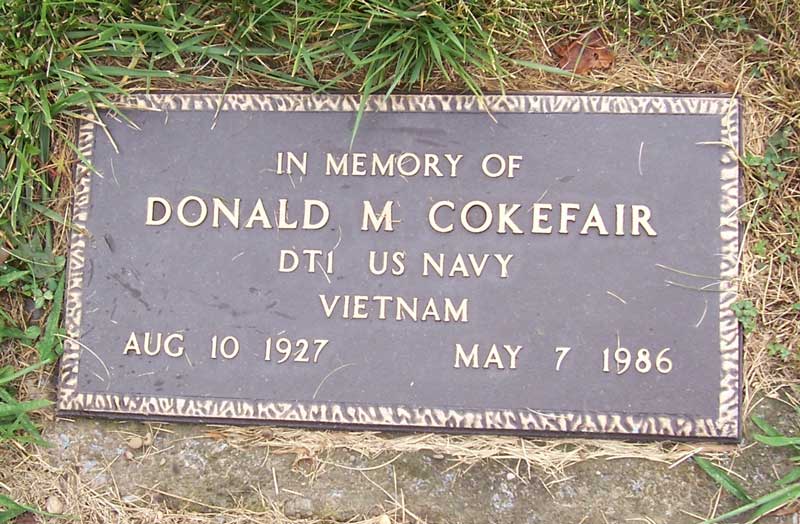 IN MEMORY OF
DONALD M COKEFAIR
DT1 US NAVY
VIETNAM
AUG 10 1927 MAY 7 1986